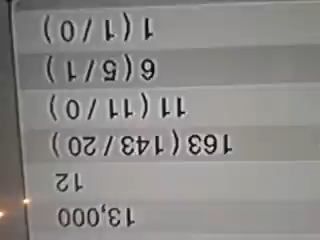 13,000
12
163 ( 143 / 20 )
11 ( 11 / 0 )
6 ( 5 / 1 )
1 ( 1 / 0 )